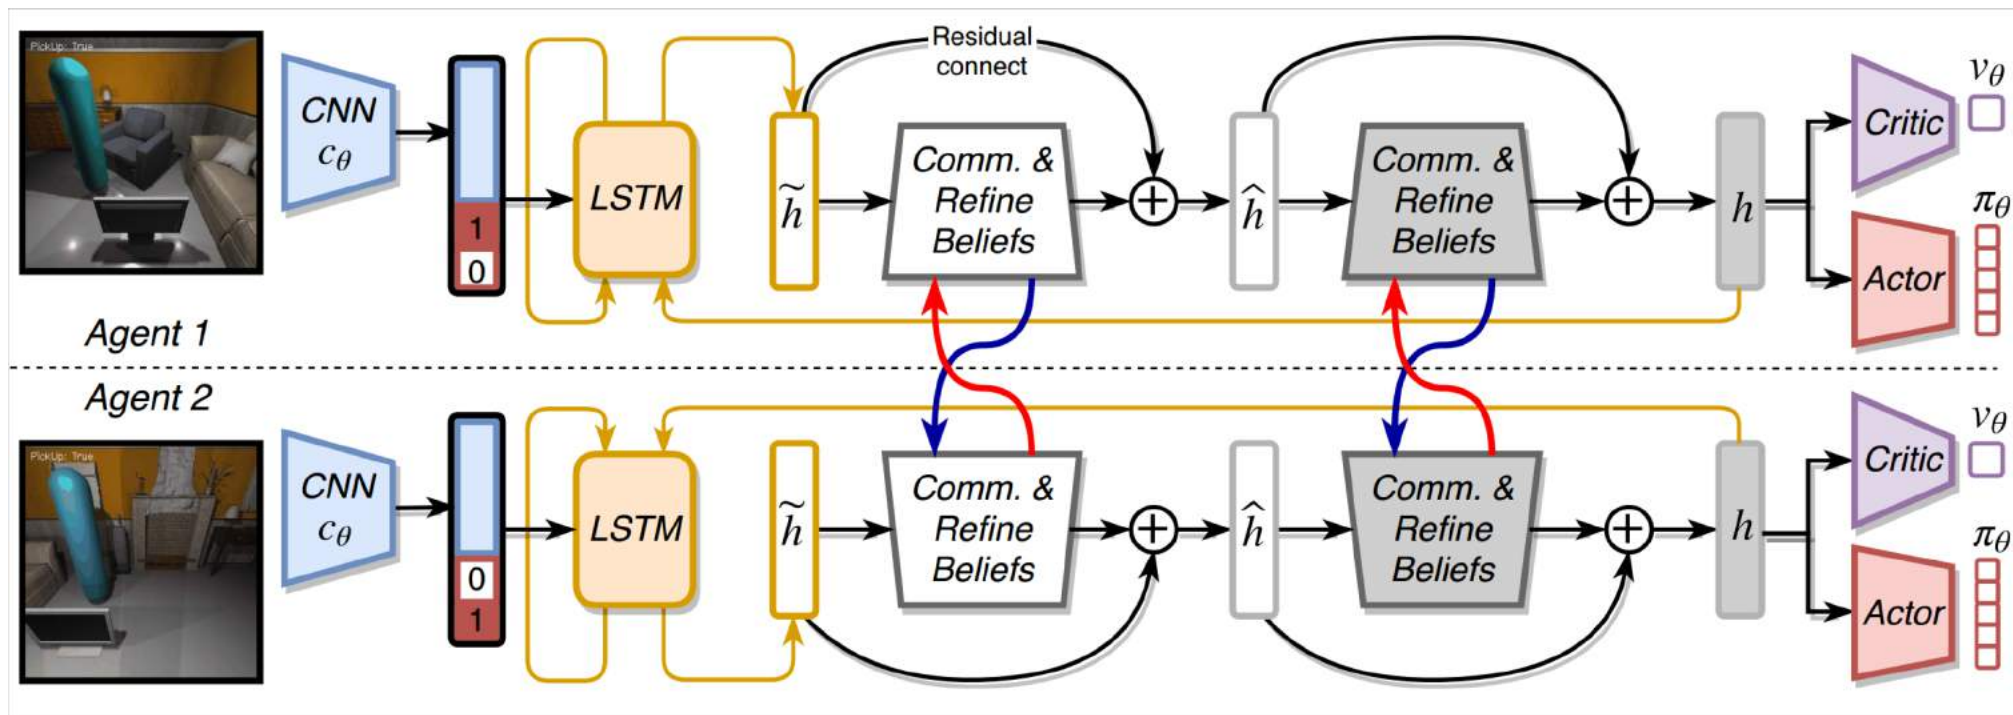 PickUp: True
CNN
cθ
1
0
LSTM
h̃
Residual
connect
Comm. &
Refine
Beliefs
+
ĥ
Comm. &
Refine
Beliefs
+
h
Critic
vθ
Actor
πθ
Agent 1
Agent 2
PickUp: True
CNN
cθ
0
1
LSTM
h̃
Comm. &
Refine
Beliefs
+
ĥ
Comm. &
Refine
Beliefs
+
h
Critic
vθ
Actor
πθ